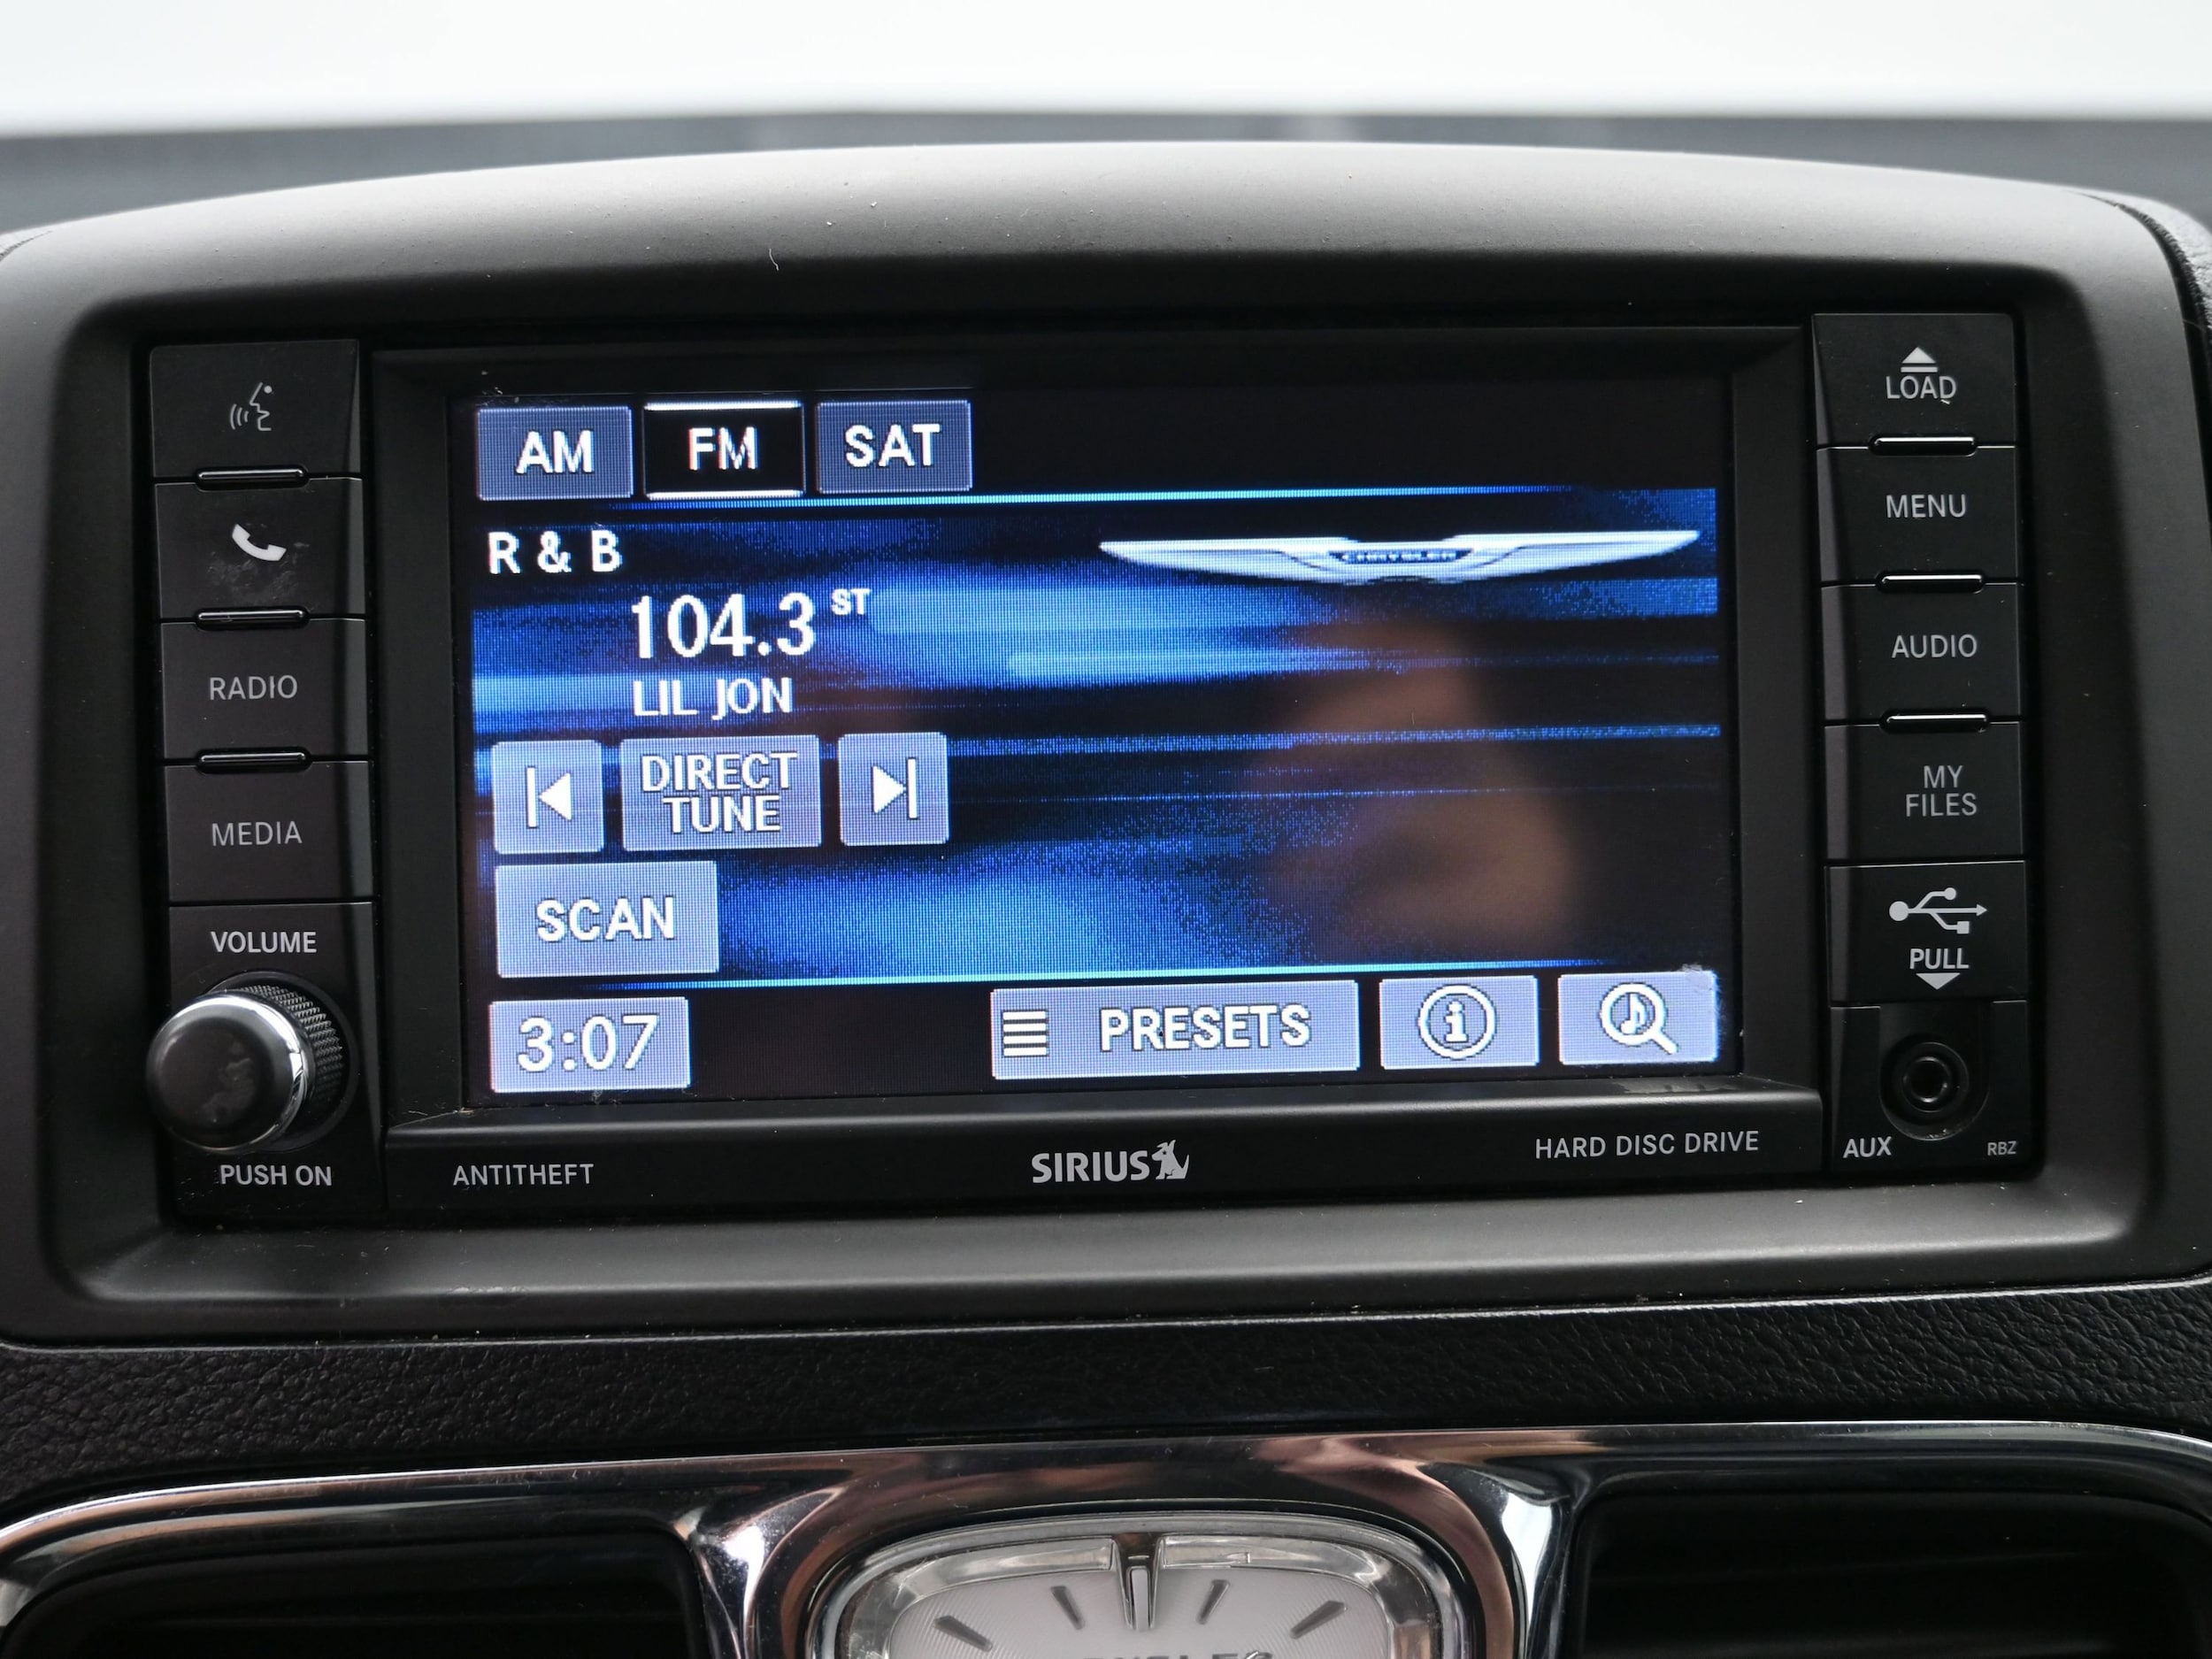 AM FM SAT
R & B
104.3 ST
LIL JON
DIRECT
TUNE
SCAN
3:07
PRESETS
RADIO
MEDIA
VOLUME
PUSH ON
ANTITHEFT
SIRIUS
HARD DISC DRIVE
LOAD
MENU
AUDIO
MY
FILES
PULL
AUX
RBZ
CHRYSLER